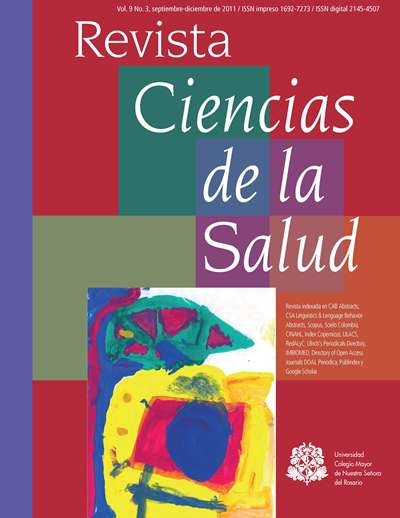 Vol. 9 No. 3, septiembre-diciembre de 2011 / ISSN impreso 1692-7273 / ISSN digital 2145-4507
Revista
Ciencias
de la
Salud
Revista indexada en CAB Abstracts,
CSA Linguistics & Language Behavior
Abstracts, Scopus, Scielo Colombia,
CINAHL, Index Copernicus, LILACS,
RedALyC, Ulrich's Periodicals Directory,
IMBIOMED, Directory of Open Access
Journals DOAJ, Periodica, Publindex y
Google Scholar
Universidad
Colegio Mayor
de Nuestra Señora
del Rosario